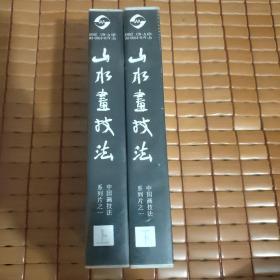 山水畫技法
中国画技法
系列片之一
上
山水畫技法
中国画技法
系列片之一
下